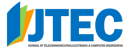 JTEC
JOURNAL OF TELECOMMUNICATION, ELECTRONIC & COMPUTER ENGINEERING